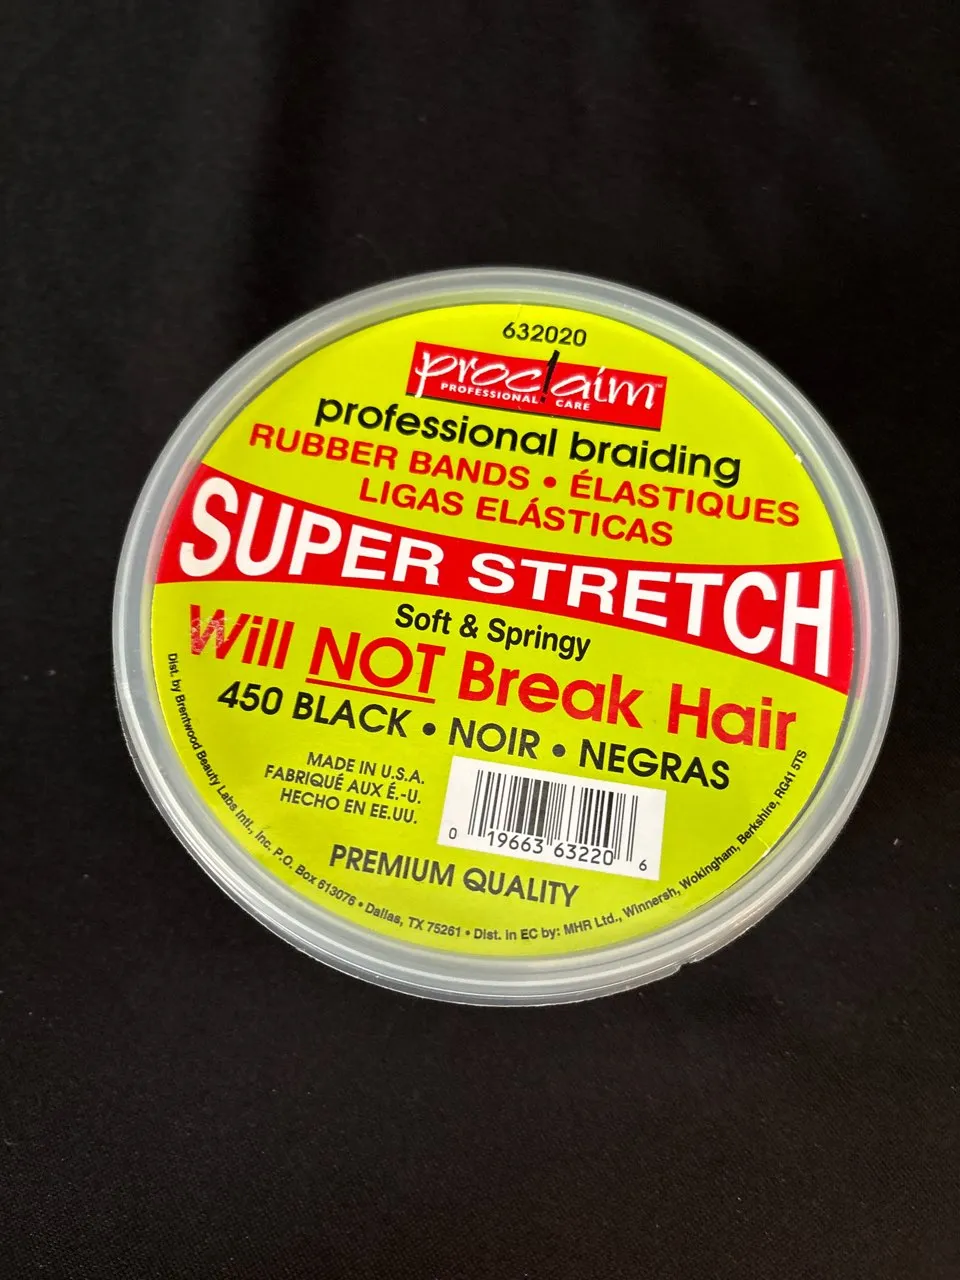 632020
proclaim™
PROFESSIONAL CARE
professional braiding
RUBBER BANDS • ÉLASTIQUES
LIGAS ELÁSTICAS
SUPER STRETCH
Soft & Springy
Will NOT Break Hair
450 BLACK • NOIR • NEGRAS
MADE IN U.S.A.
FABRIQUÉ AUX É.-U.
HECHO EN EE.UU.
0 19663 63220 6
PREMIUM QUALITY
Dist. by Brentwood Beauty Labs Intl., Inc. P.O. Box 613076 • Dallas, TX 75261 • Dist. in EC by: MHR Ltd., Winnersh, Wokingham, Berkshire, RG41 5TS